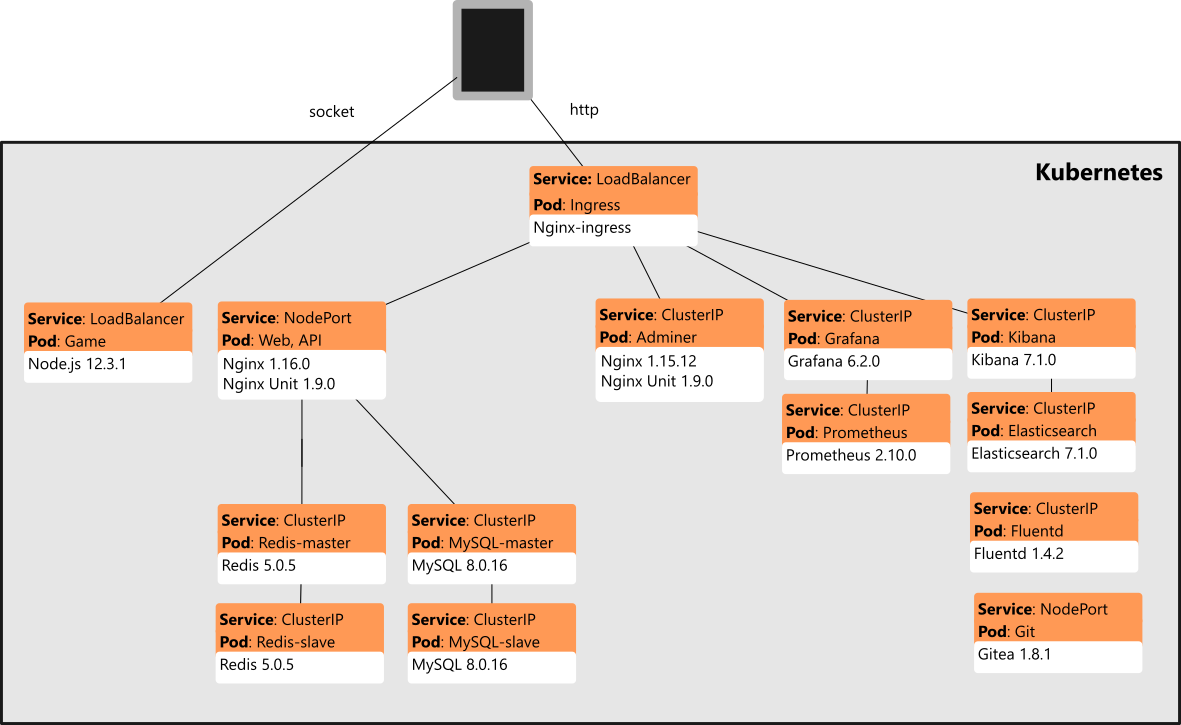 socket
http
Kubernetes
Service: LoadBalancer
Pod: Ingress
Nginx-ingress
Service: LoadBalancer
Pod: Game
Node.js 12.3.1
Service: NodePort
Pod: Web, API
Nginx 1.16.0
Nginx Unit 1.9.0
Service: ClusterIP
Pod: Adminer
Nginx 1.15.12
Nginx Unit 1.9.0
Service: ClusterIP
Pod: Grafana
Grafana 6.2.0
Service: ClusterIP
Pod: Kibana
Kibana 7.1.0
Service: ClusterIP
Pod: Prometheus
Prometheus 2.10.0
Service: ClusterIP
Pod: Elasticsearch
Elasticsearch 7.1.0
Service: ClusterIP
Pod: Redis-master
Redis 5.0.5
Service: ClusterIP
Pod: MySQL-master
MySQL 8.0.16
Service: ClusterIP
Pod: Fluentd
Fluentd 1.4.2
Service: ClusterIP
Pod: Redis-slave
Redis 5.0.5
Service: ClusterIP
Pod: MySQL-slave
MySQL 8.0.16
Service: NodePort
Pod: Git
Gitea 1.8.1